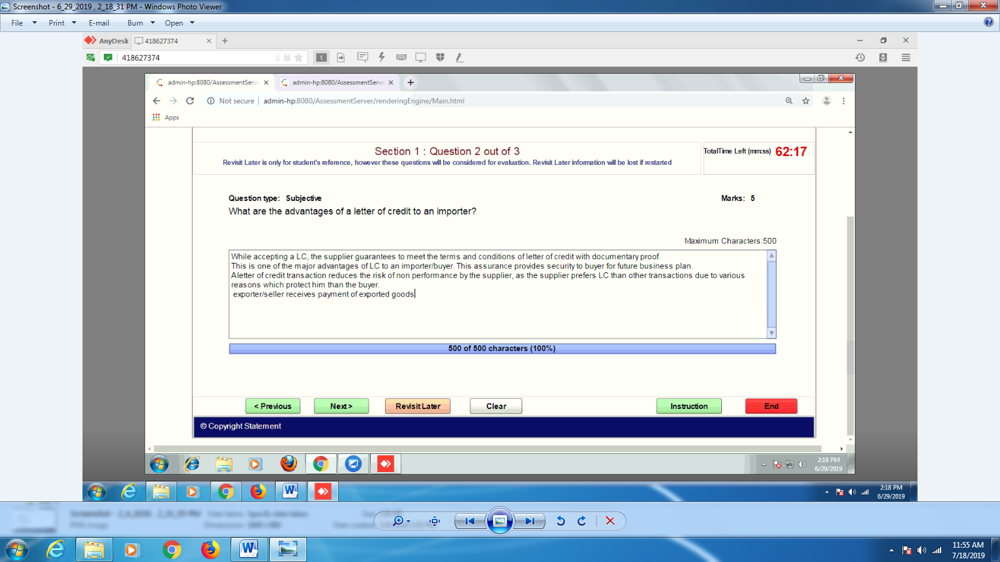 Screenshot - 6_29_2019 , 2_18_31 PM - Windows Photo Viewer
File Print E-mail Burn Open
AnyDesk 418627374
418627374 1
admin-hp:8080/AssessmentServe admin-hp:8080/AssessmentServe
Not secure admin-hp:8080/AssessmentServer/renderingEngine/Main.html
Apps
Section 1 : Question 2 out of 3
TotalTime Left (mm:ss) 62:17
Revisit Later is only for student's reference, however these questions will be considered for evaluation. Revisit Later information will be lost if restarted
Question type: Subjective Marks: 5
What are the advantages of a letter of credit to an importer?
Maximum Characters:500
While accepting a LC, the supplier guarantees to meet the terms and conditions of letter of credit with documentary proof.
This is one of the major advantages of LC to an importer/buyer. This assurance provides security to buyer for future business plan.
Aletter of credit transaction reduces the risk of non performance by the supplier, as the supplier prefers LC than other transactions due to various
reasons which protect him than the buyer.
exporter/seller receives payment of exported goods
500 of 500 characters (100%)
< Previous Next > Revisit Later Clear Instruction End
© Copyright Statement
2:18 PM
6/29/2019
2:18 PM
6/29/2019
11:55 AM
7/18/2019